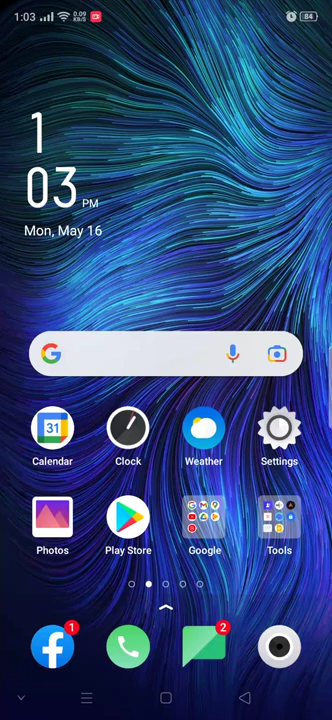 1:03 0.09 KB/S 84
1
03 PM
Mon, May 16
G
31
Calendar Clock Weather Settings
Photos Play Store Google Tools
1 2